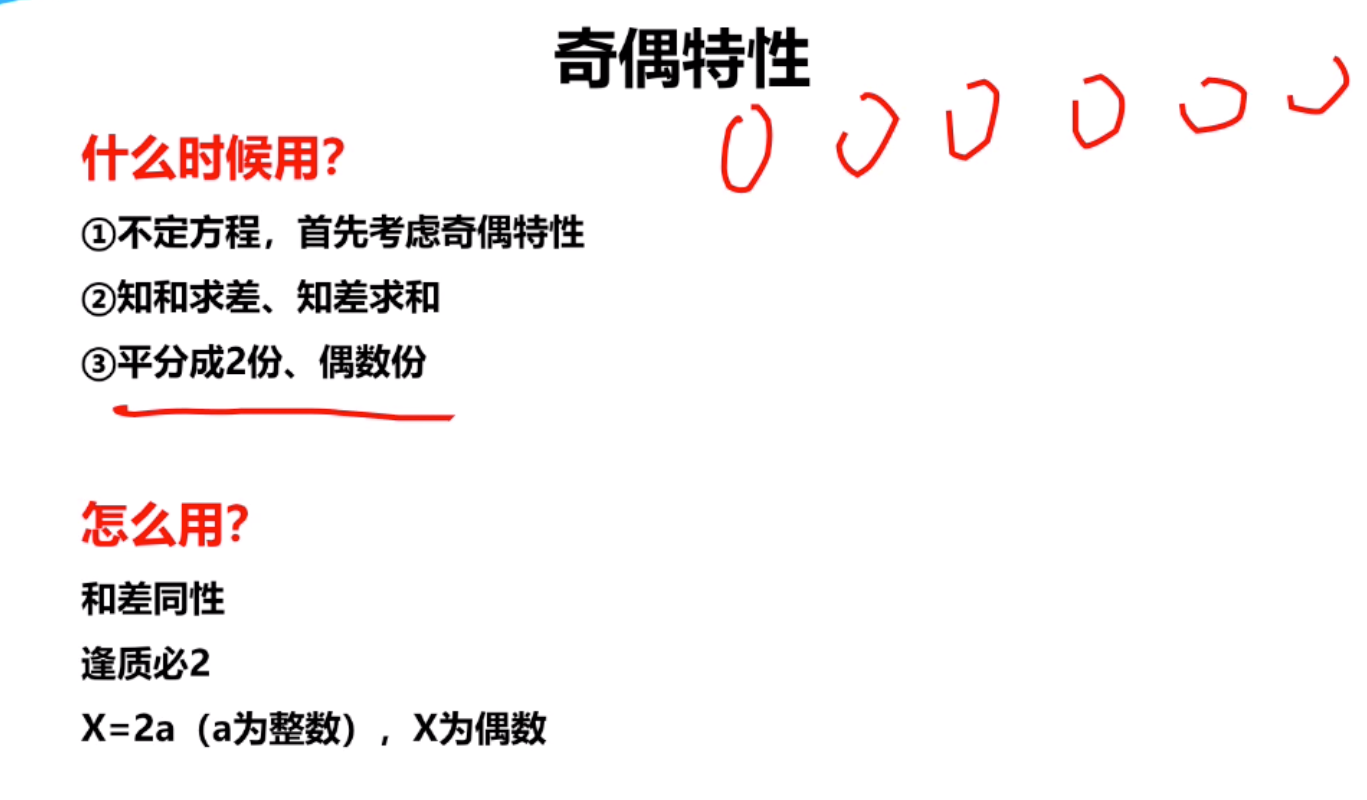 奇偶特性
什么时候用？
①不定方程，首先考虑奇偶特性
②知和求差、知差求和
③平分成2份、偶数份
怎么用？
和差同性
逢质必2
X=2a（a为整数），X为偶数